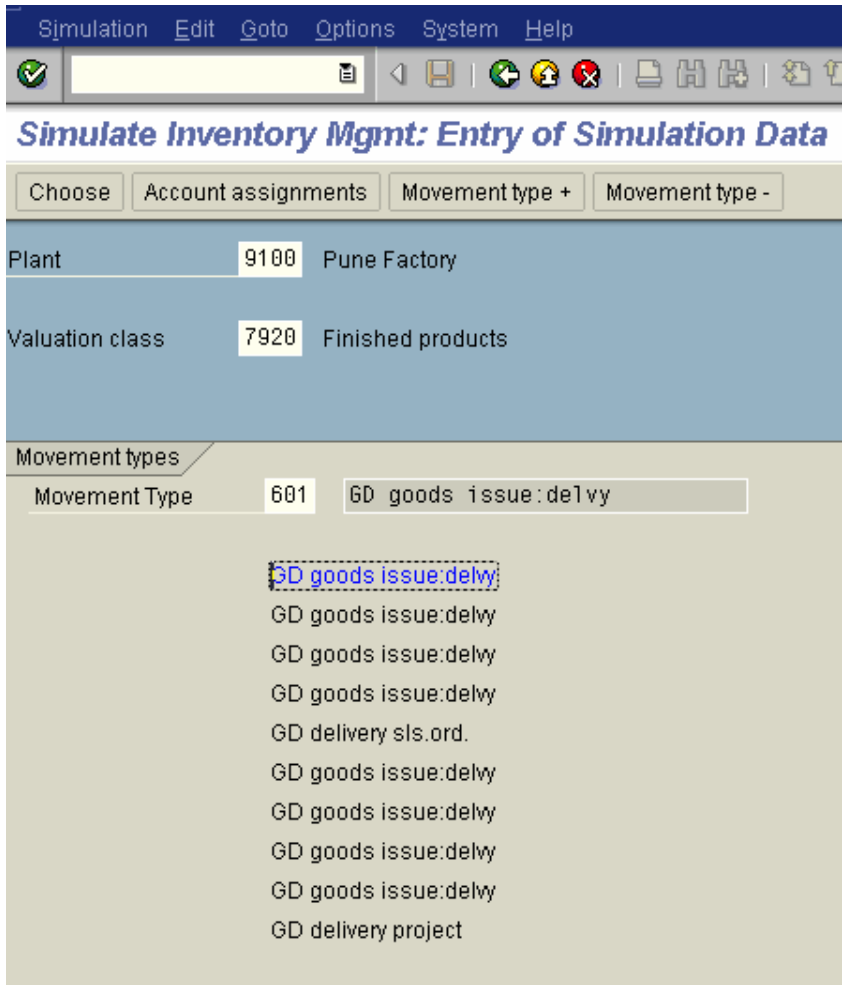 Simulation Edit Goto Options System Help
Simulate Inventory Mgmt: Entry of Simulation Data
Choose Account assignments Movement type + Movement type -
Plant 9100 Pune Factory
Valuation class 7920 Finished products
Movement types
Movement Type 601 GD goods issue:delvy
GD goods issue:delvy
GD goods issue:delvy
GD goods issue:delvy
GD goods issue:delvy
GD delivery sls.ord.
GD goods issue:delvy
GD goods issue:delvy
GD goods issue:delvy
GD goods issue:delvy
GD delivery project